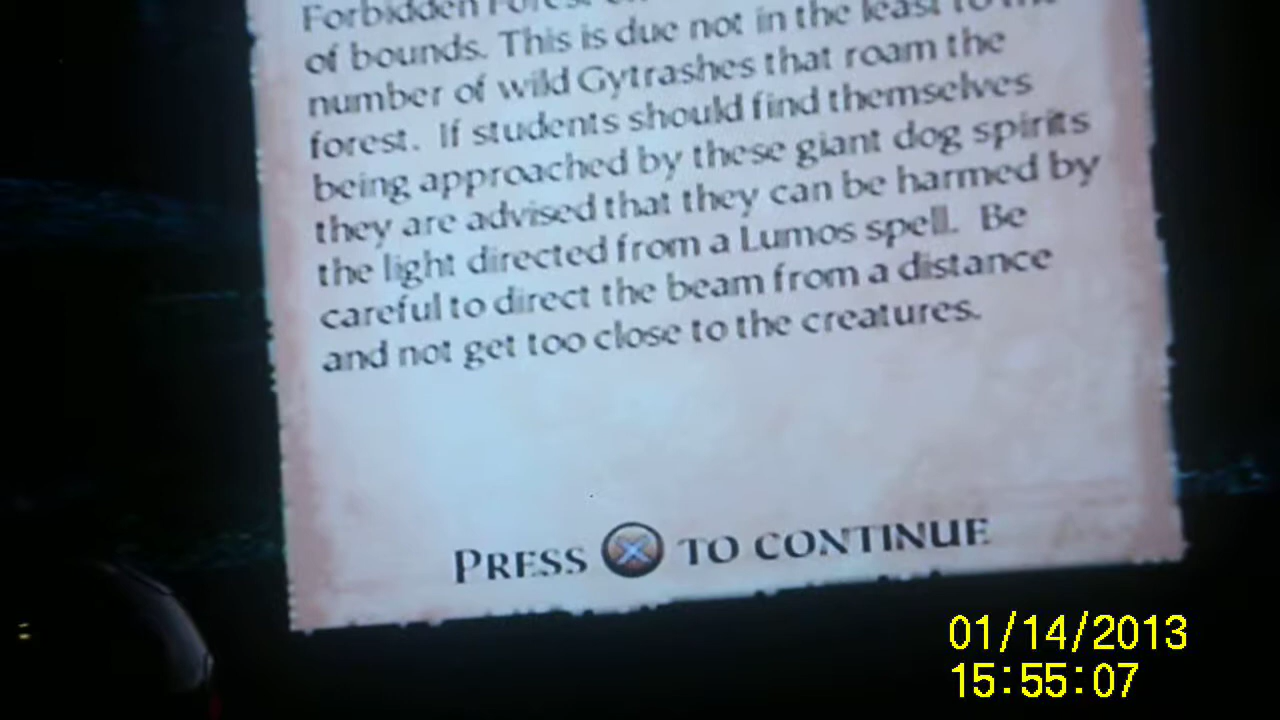 Forbidden Forest
of bounds. This is due not in the least to
number of wild Gytrashes that roam the
forest. If students should find themselves
being approached by these giant dog spirits
they are advised that they can be harmed by
the light directed from a Lumos spell. Be
careful to direct the beam from a distance
and not get too close to the creatures.
PRESS X TO CONTINUE
01/14/2013
15:55:07